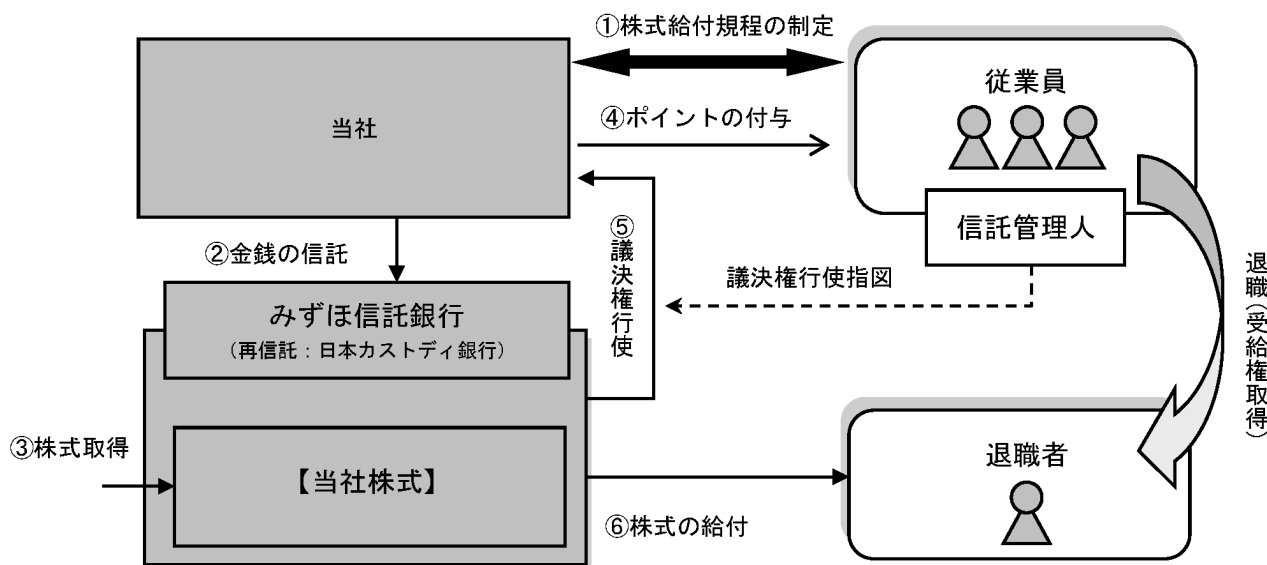 ①株式給付規程の制定
従業員
当社
④ポイントの付与
信託管理人
②金銭の信託
⑤議決権行使
議決権行使指図
退職(受給権取得)
みずほ信託銀行
(再信託：日本カストディ銀行)
③株式取得
【当社株式】
退職者
⑥株式の給付